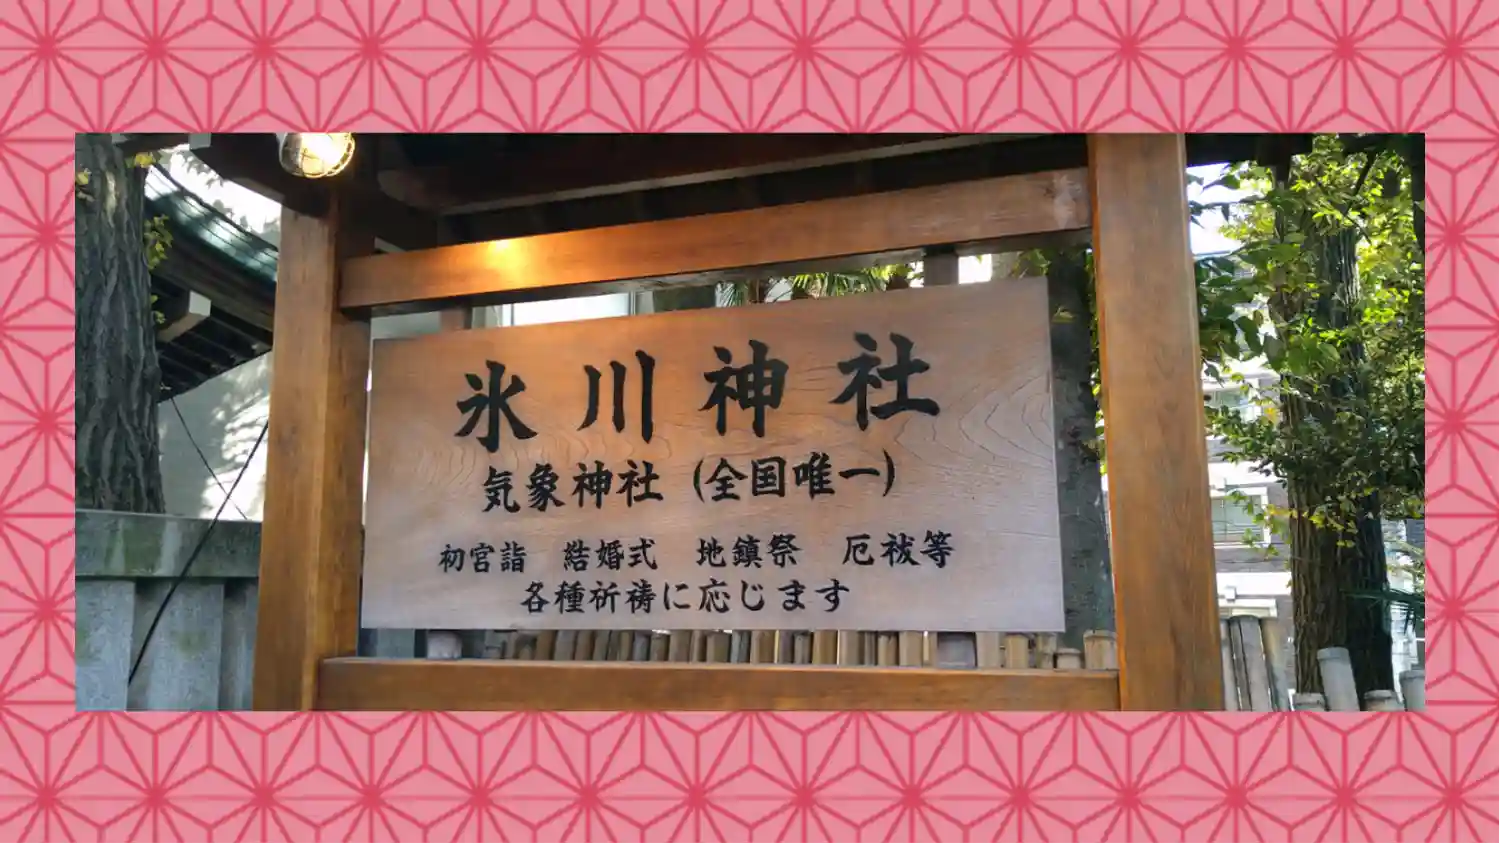 氷川神社
気象神社 (全国唯一)
初宮詣 結婚式 地鎮祭 厄祓等
各種祈祷に応じます